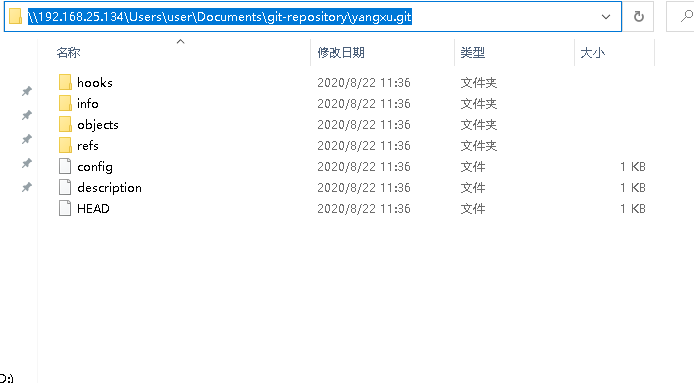 \\192.168.25.134\Users\user\Documents\git-repository\yangxu.git
名称 修改日期 类型 大小
hooks 2020/8/22 11:36 文件夹
info 2020/8/22 11:36 文件夹
objects 2020/8/22 11:36 文件夹
refs 2020/8/22 11:36 文件夹
config 2020/8/22 11:36 文件 1 KB
description 2020/8/22 11:36 文件 1 KB
HEAD 2020/8/22 11:36 文件 1 KB
D:)